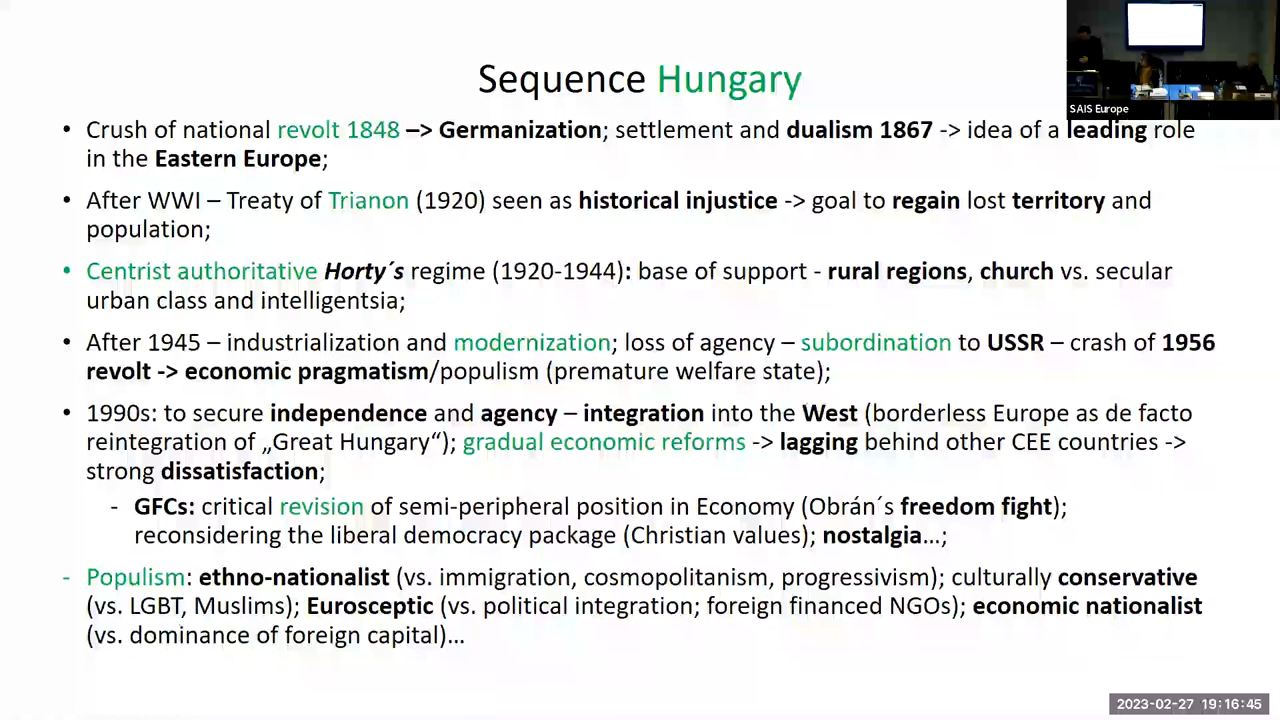 Sequence Hungary
SAIS Europe
• Crush of national revolt 1848 –> Germanization; settlement and dualism 1867 -> idea of a leading role
in the Eastern Europe;
• After WWI – Treaty of Trianon (1920) seen as historical injustice -> goal to regain lost territory and
population;
• Centrist authoritative Horty´s regime (1920-1944): base of support - rural regions, church vs. secular
urban class and intelligentsia;
• After 1945 – industrialization and modernization; loss of agency – subordination to USSR – crash of 1956
revolt -> economic pragmatism/populism (premature welfare state);
• 1990s: to secure independence and agency – integration into the West (borderless Europe as de facto
reintegration of „Great Hungary“); gradual economic reforms -> lagging behind other CEE countries ->
strong dissatisfaction;
- GFCs: critical revision of semi-peripheral position in Economy (Obrán´s freedom fight);
reconsidering the liberal democracy package (Christian values); nostalgia…;
- Populism: ethno-nationalist (vs. immigration, cosmopolitanism, progressivism); culturally conservative
(vs. LGBT, Muslims); Eurosceptic (vs. political integration; foreign financed NGOs); economic nationalist
(vs. dominance of foreign capital)…
2023-02-27 19:16:45